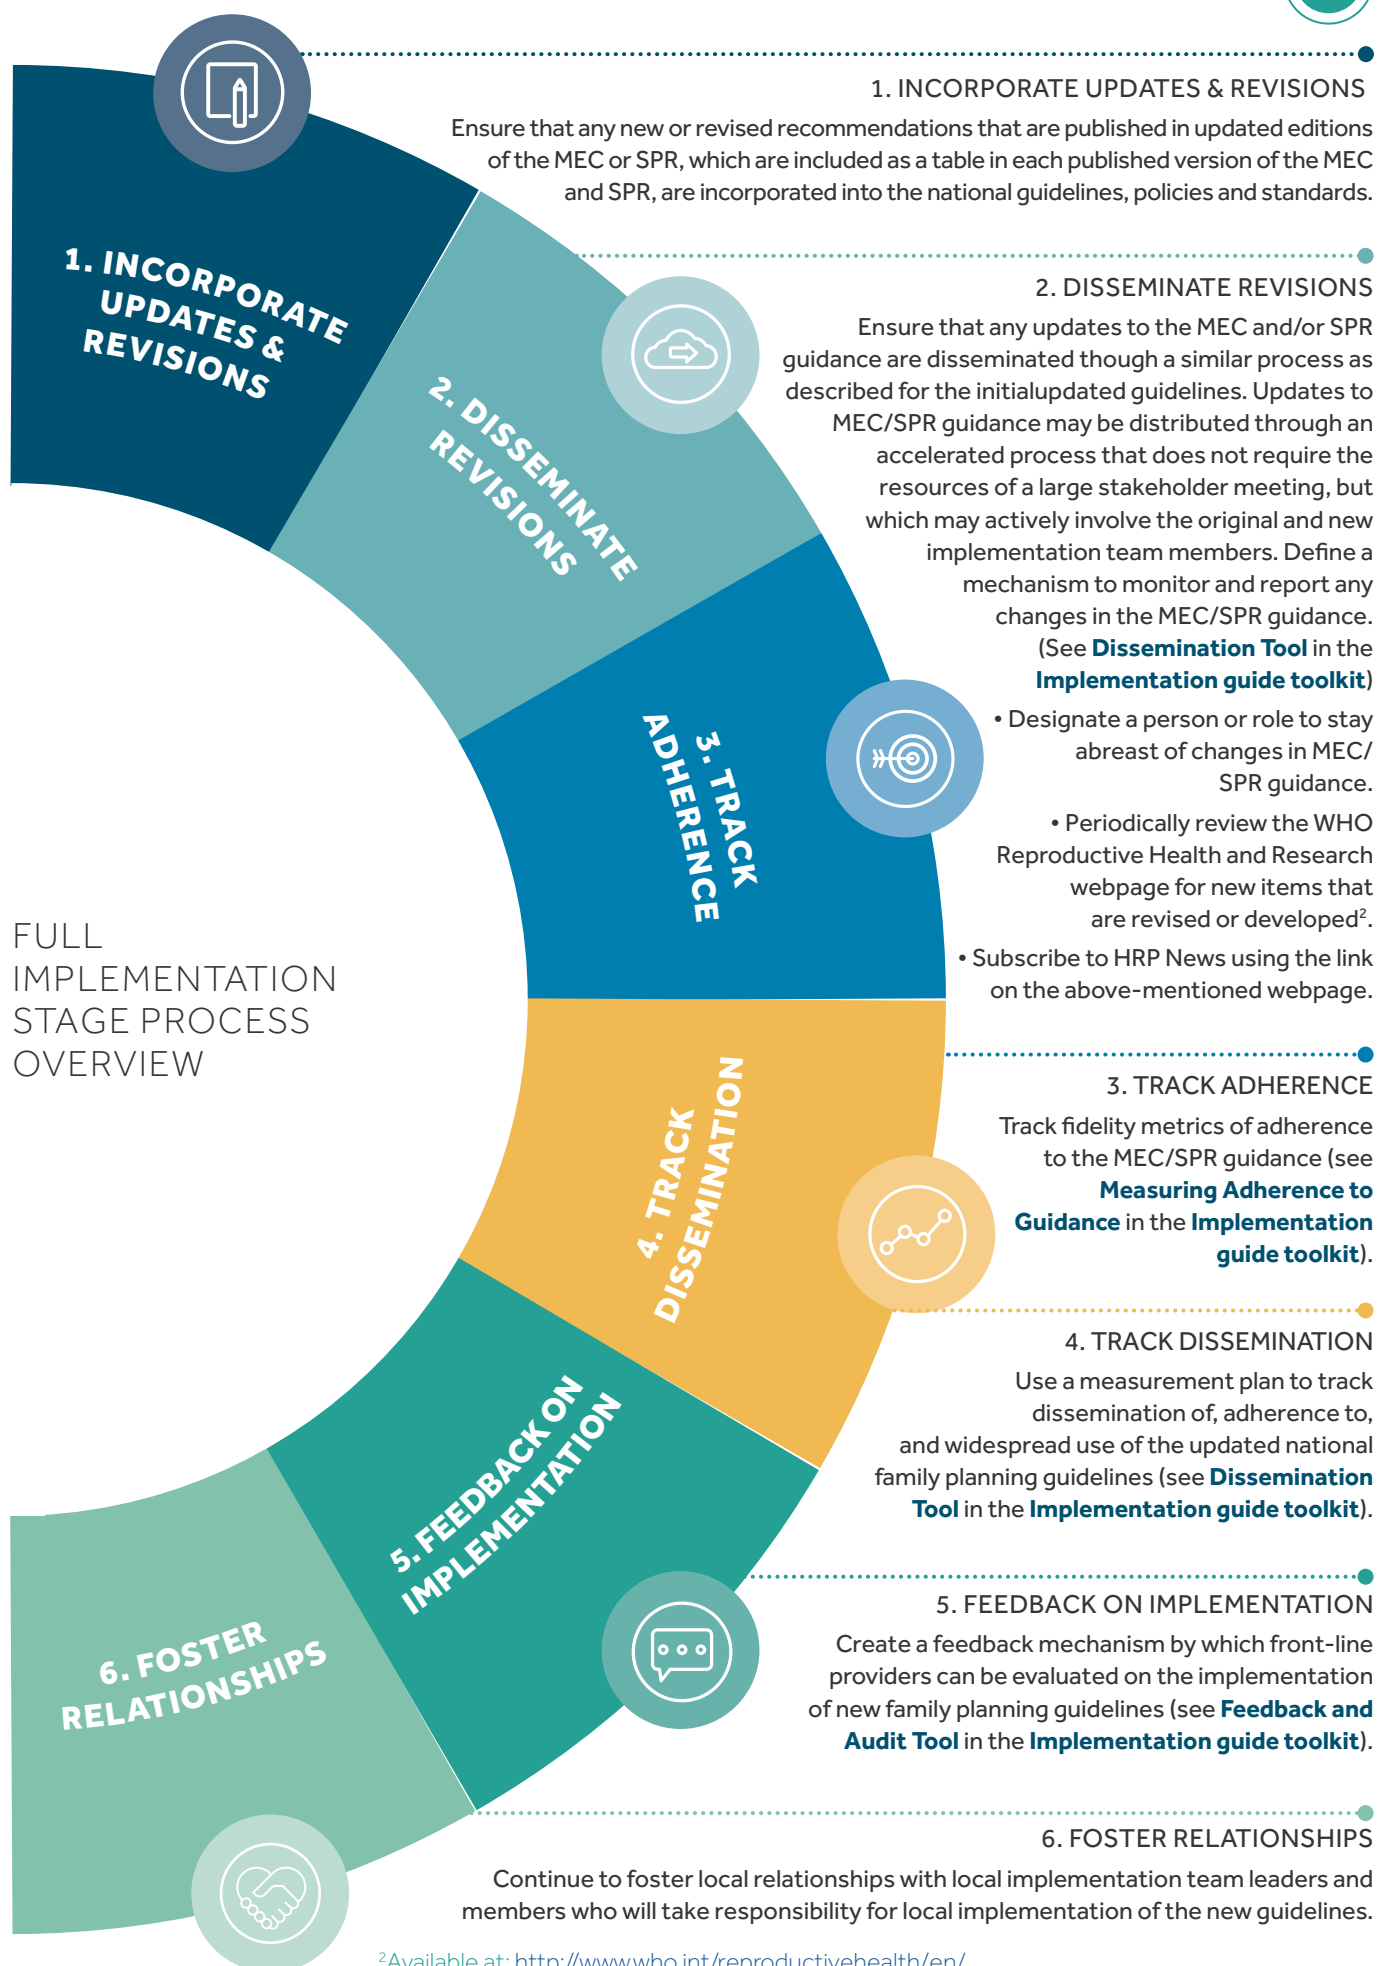 1. INCORPORATE UPDATES & REVISIONS
Ensure that any new or revised recommendations that are published in updated editions
of the MEC or SPR, which are included as a table in each published version of the MEC
and SPR, are incorporated into the national guidelines, policies and standards.
1. INCORPORATE
UPDATES &
REVISIONS
2. DISSEMINATE REVISIONS
Ensure that any updates to the MEC and/or SPR
guidance are disseminated though a similar process as
described for the initialupdated guidelines. Updates to
MEC/SPR guidance may be distributed through an
accelerated process that does not require the
resources of a large stakeholder meeting, but
which may actively involve the original and new
implementation team members. Define a
mechanism to monitor and report any
changes in the MEC/SPR guidance.
(See Dissemination Tool in the
Implementation guide toolkit)
• Designate a person or role to stay
abreast of changes in MEC/
SPR guidance.
• Periodically review the WHO
Reproductive Health and Research
webpage for new items that
are revised or developed².
• Subscribe to HRP News using the link
on the above-mentioned webpage.
2. DISSEMINATE
REVISIONS
3. TRACK
ADHERENCE
FULL
IMPLEMENTATION
STAGE PROCESS
OVERVIEW
3. TRACK ADHERENCE
Track fidelity metrics of adherence
to the MEC/SPR guidance (see
Measuring Adherence to
Guidance in the Implementation
guide toolkit).
4. TRACK
DISSEMINATION
4. TRACK DISSEMINATION
Use a measurement plan to track
dissemination of, adherence to,
and widespread use of the updated national
family planning guidelines (see Dissemination
Tool in the Implementation guide toolkit).
5. FEEDBACK ON
IMPLEMENTATION
5. FEEDBACK ON IMPLEMENTATION
Create a feedback mechanism by which front-line
providers can be evaluated on the implementation
of new family planning guidelines (see Feedback and
Audit Tool in the Implementation guide toolkit).
6. FOSTER
RELATIONSHIPS
6. FOSTER RELATIONSHIPS
Continue to foster local relationships with local implementation team leaders and
members who will take responsibility for local implementation of the new guidelines.
²Available at: http://www.who.int/reproductivehealth/en/